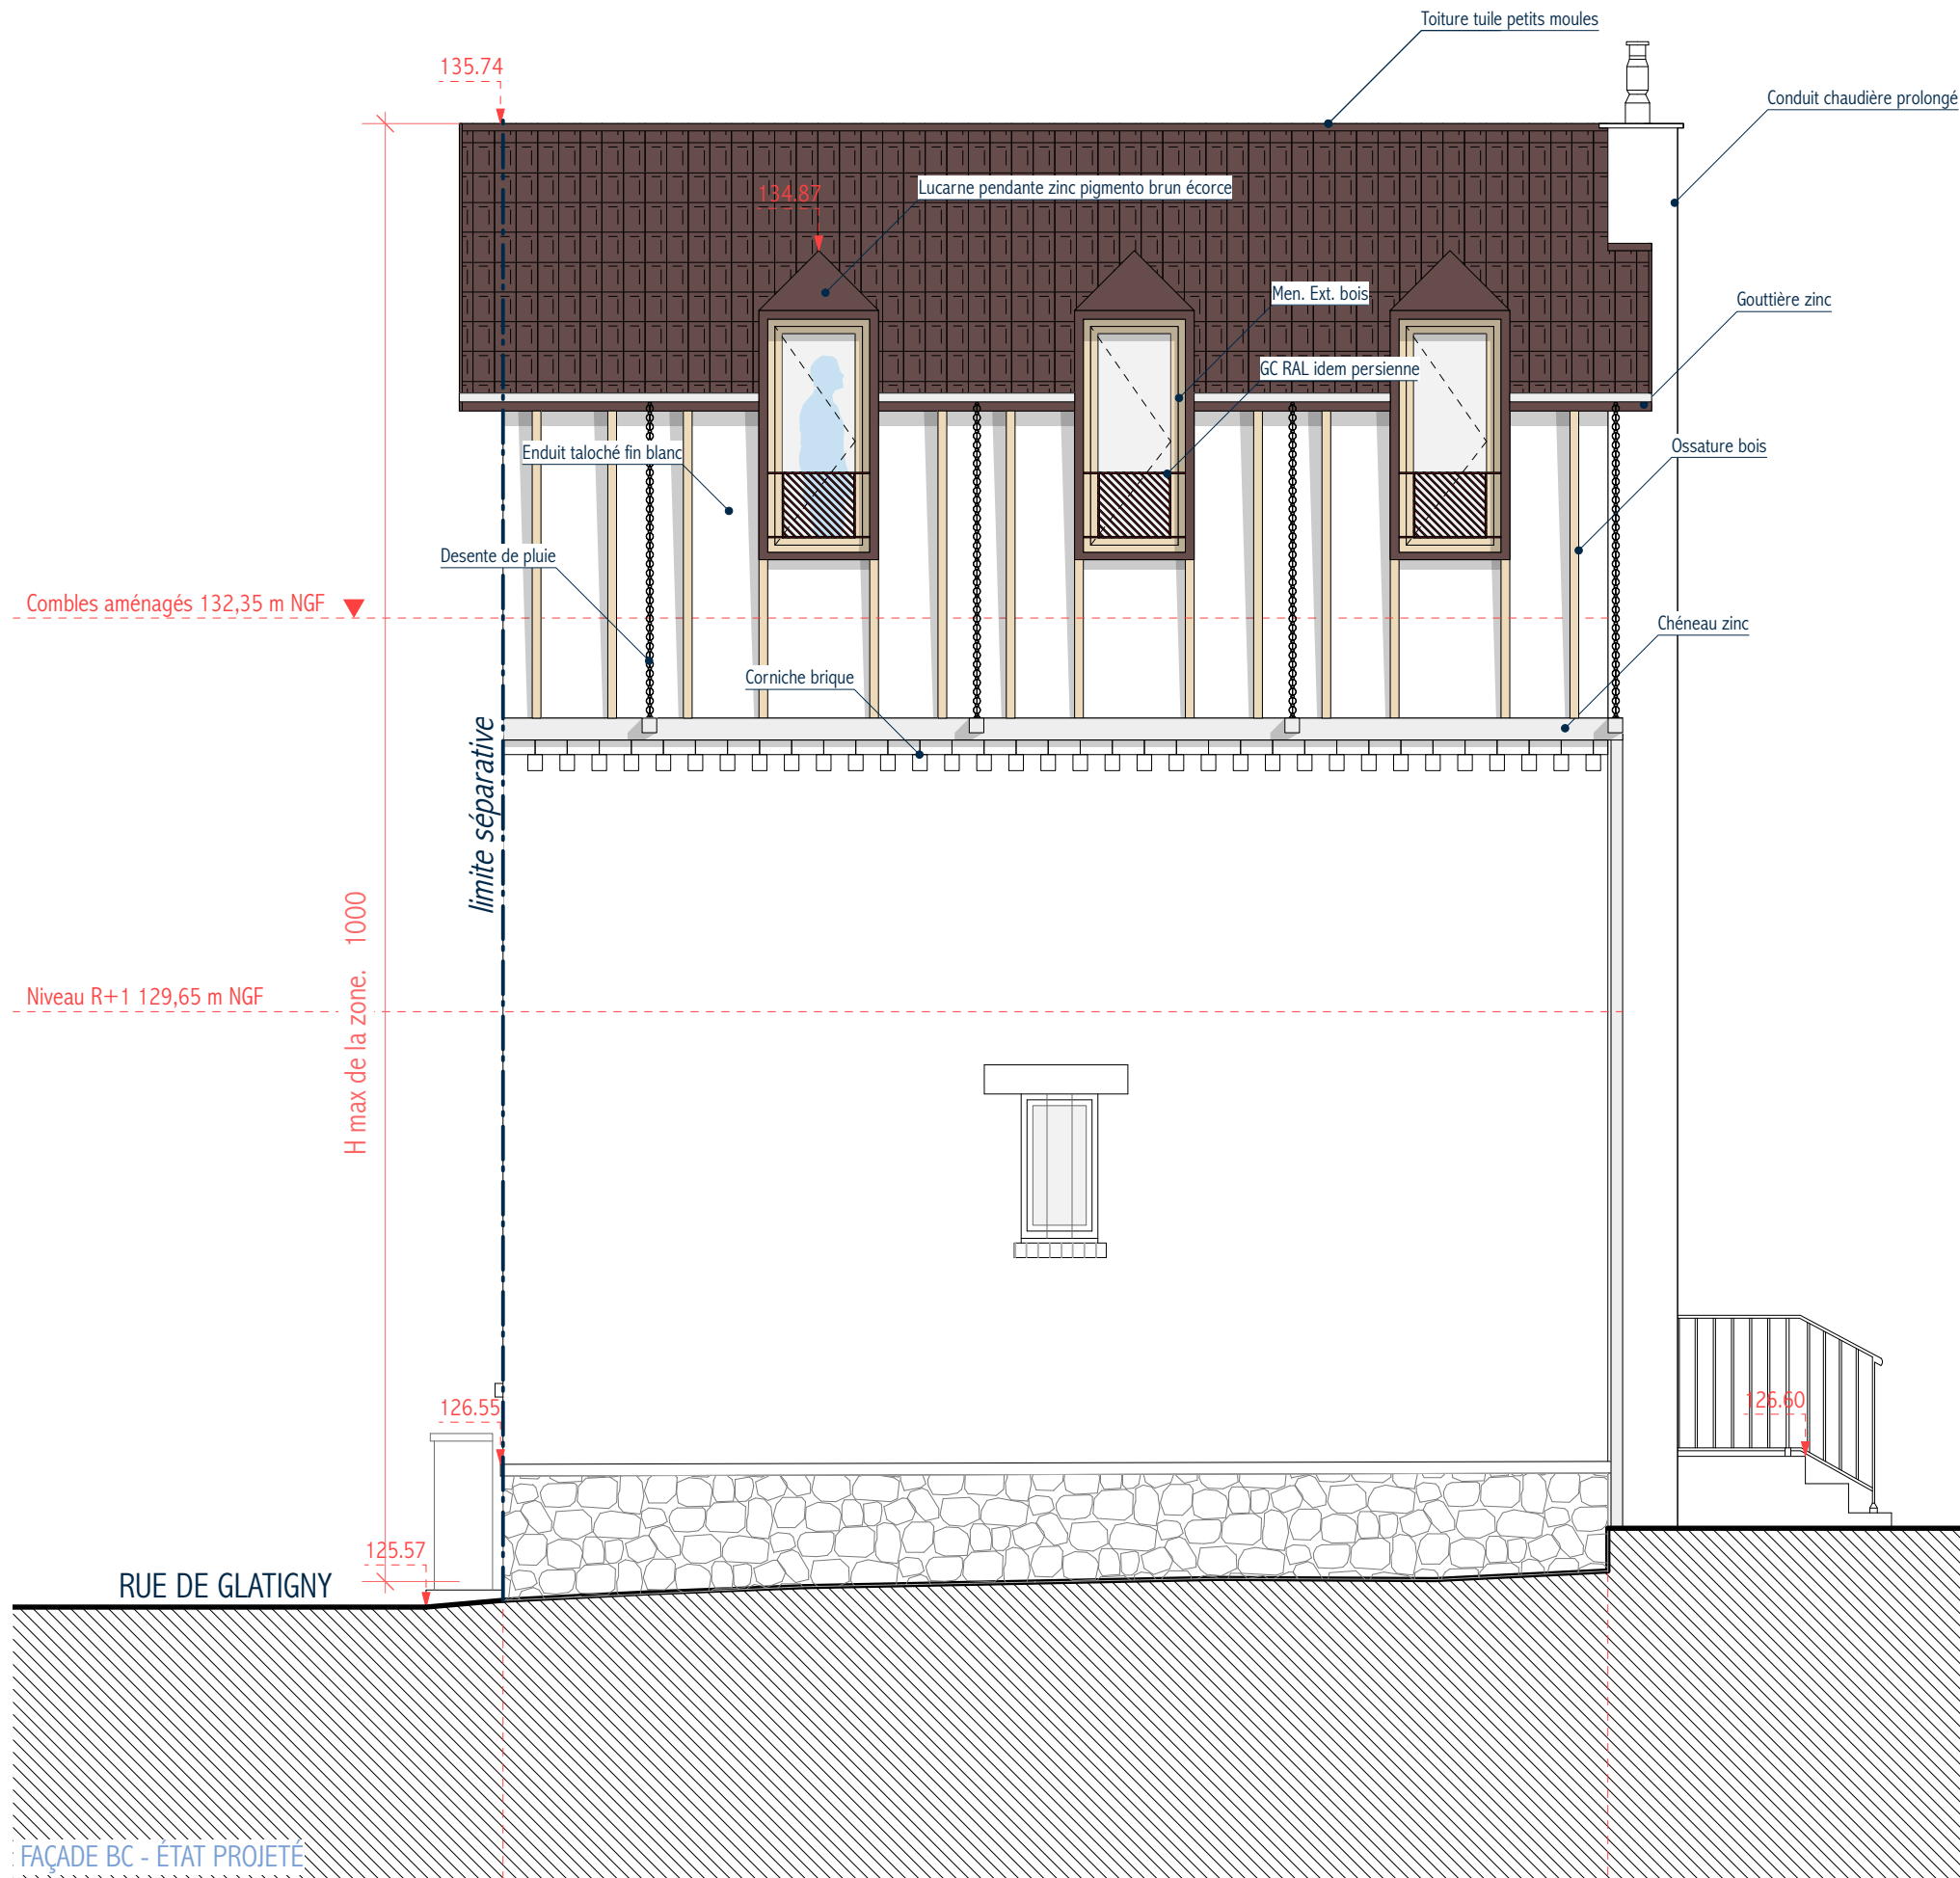 Toiture tuile petits moules
135.74
Conduit chaudière prolongé
134.87
Lucarne pendante zinc pigmento brun écorce
Men. Ext. bois
Gouttière zinc
GC RAL idem persienne
Enduit taloché fin blanc
Ossature bois
Desente de pluie
Combles aménagés 132,35 m NGF
Chéneau zinc
Corniche brique
limite séparative
H max de la zone. 1000
Niveau R+1 129,65 m NGF
126.55
126.60
125.57
RUE DE GLATIGNY
FAÇADE BC - ÉTAT PROJETÉ